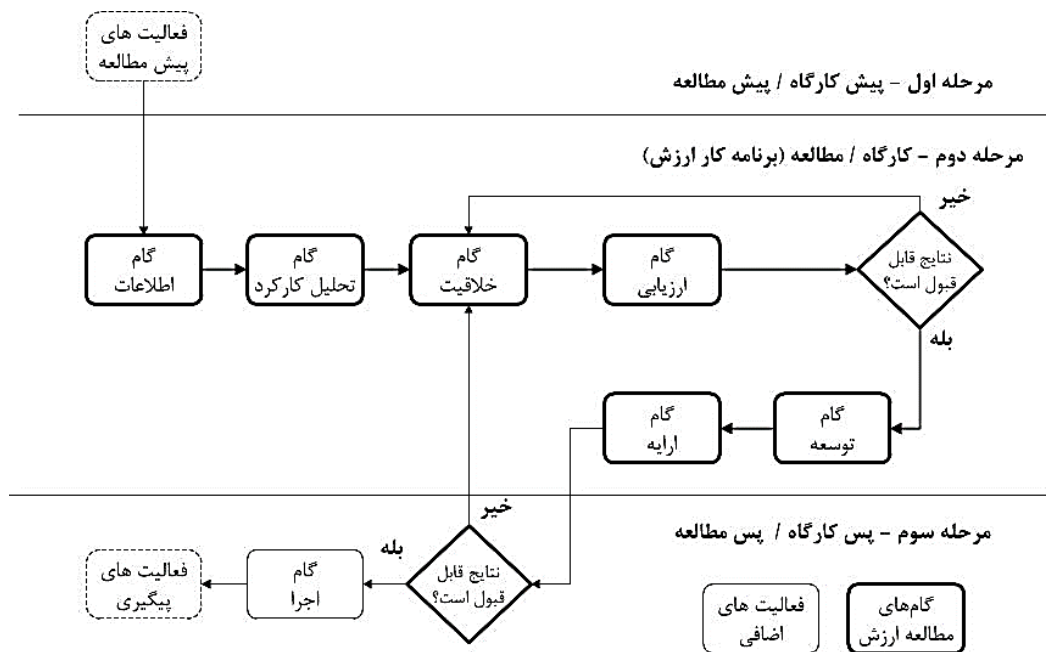 فعالیت های
پیش مطالعه
مرحله اول - پیش کارگاه / پیش مطالعه
مرحله دوم - کارگاه / مطالعه (برنامه کار ارزش)
خیر
گام
اطلاعات
گام
تحلیل کارکرد
گام
خلاقیت
گام
ارزیابی
نتایج قابل
قبول است؟
بله
گام
توسعه
گام
ارایه
مرحله سوم - پس کارگاه / پس مطالعه
خیر
بله
نتایج قابل
قبول است؟
گام
اجرا
فعالیت های
پیگیری
گام‌های
مطالعه ارزش
فعالیت های
اضافی